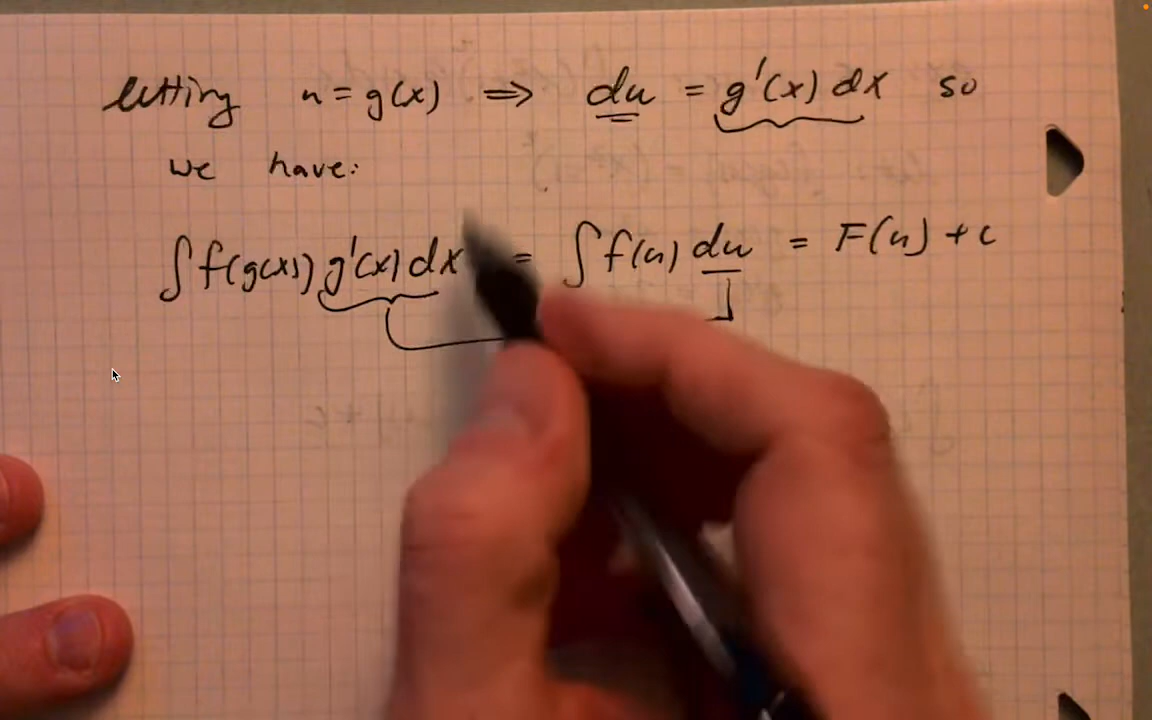 letting u = g(x) ⇒ du = g'(x) dx so
we have:
∫ f(g(x)) g'(x) dx = ∫ f(u) du = F(u) + c